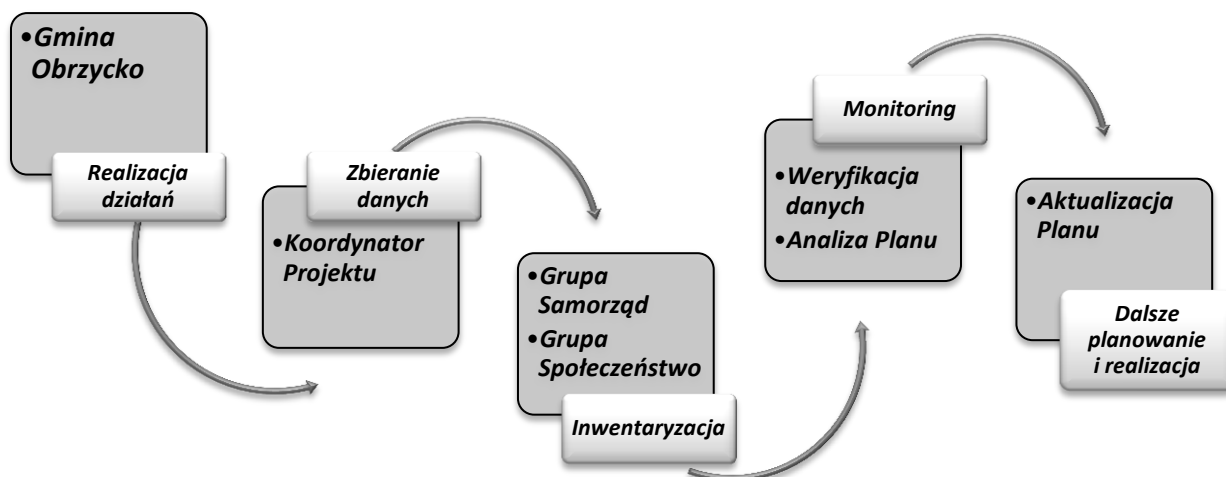 •Gmina
Obrzycko
Realizacja
działań
Zbieranie
danych
•Koordynator
Projektu
•Grupa
Samorząd
•Grupa
Społeczeństwo
Inwentaryzacja
Monitoring
•Weryfikacja
danych
•Analiza Planu
•Aktualizacja
Planu
Dalsze
planowanie
i realizacja